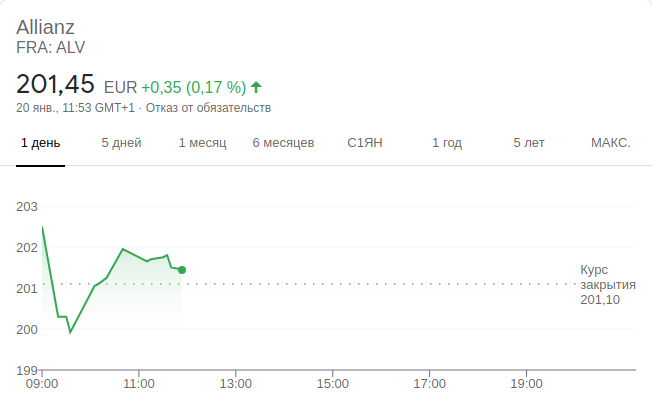 Allianz
FRA: ALV
201,45 EUR +0,35 (0,17 %)
20 янв., 11:53 GMT+1 · Отказ от обязательств
1 день 5 дней 1 месяц 6 месяцев С1ЯН 1 год 5 лет МАКС.
203
202
201
200
199
Курс
закрытия
201,10
09:00 11:00 13:00 15:00 17:00 19:00